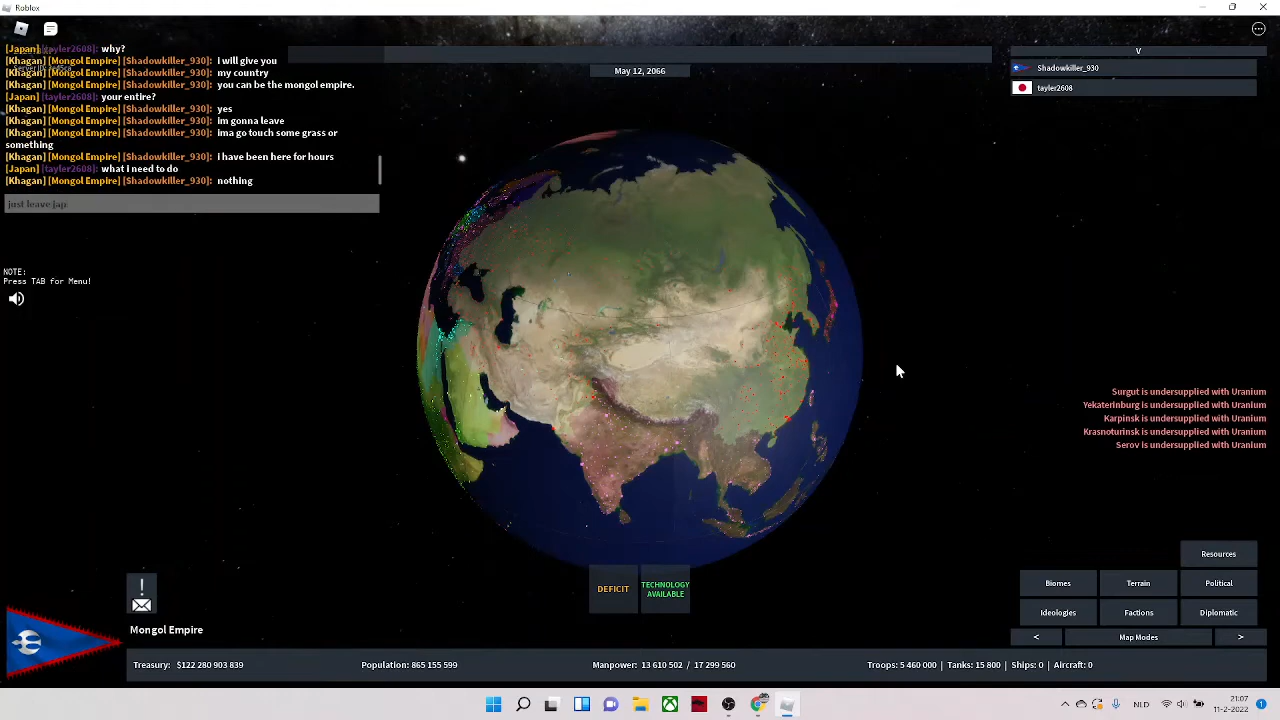 Roblox
[Japan] [tayler2608]: why?
[Khagan] [Mongol Empire] [Shadowkiller_930]: i will give you
[Khagan] [Mongol Empire] [Shadowkiller_930]: my country
[Khagan] [Mongol Empire] [Shadowkiller_930]: you can be the mongol empire.
[Japan] [tayler2608]: your entire?
[Khagan] [Mongol Empire] [Shadowkiller_930]: yes
[Khagan] [Mongol Empire] [Shadowkiller_930]: im gonna leave
[Khagan] [Mongol Empire] [Shadowkiller_930]: ima go touch some grass or
something
[Khagan] [Mongol Empire] [Shadowkiller_930]: i have been here for hours
[Japan] [tayler2608]: what i need to do
[Khagan] [Mongol Empire] [Shadowkiller_930]: nothing
just leave jap
NOTE:
Press TAB for Menu!
May 12, 2066
V
Shadowkiller_930
tayler2608
Surgut is undersupplied with Uranium
Yekaterinburg is undersupplied with Uranium
Karpinsk is undersupplied with Uranium
Krasnoturinsk is undersupplied with Uranium
Serov is undersupplied with Uranium
Resources
Biomes Terrain Political
Ideologies Factions Diplomatic
< Map Modes >
!
DEFICIT
TECHNOLOGY
AVAILABLE
Mongol Empire
Treasury: $122 280 903 839 Population: 865 155 599 Manpower: 13 610 502 / 17 299 560 Troops: 5 460 000 | Tanks: 15 800 | Ships: 0 | Aircraft: 0
NLD
21:07
11-2-2022